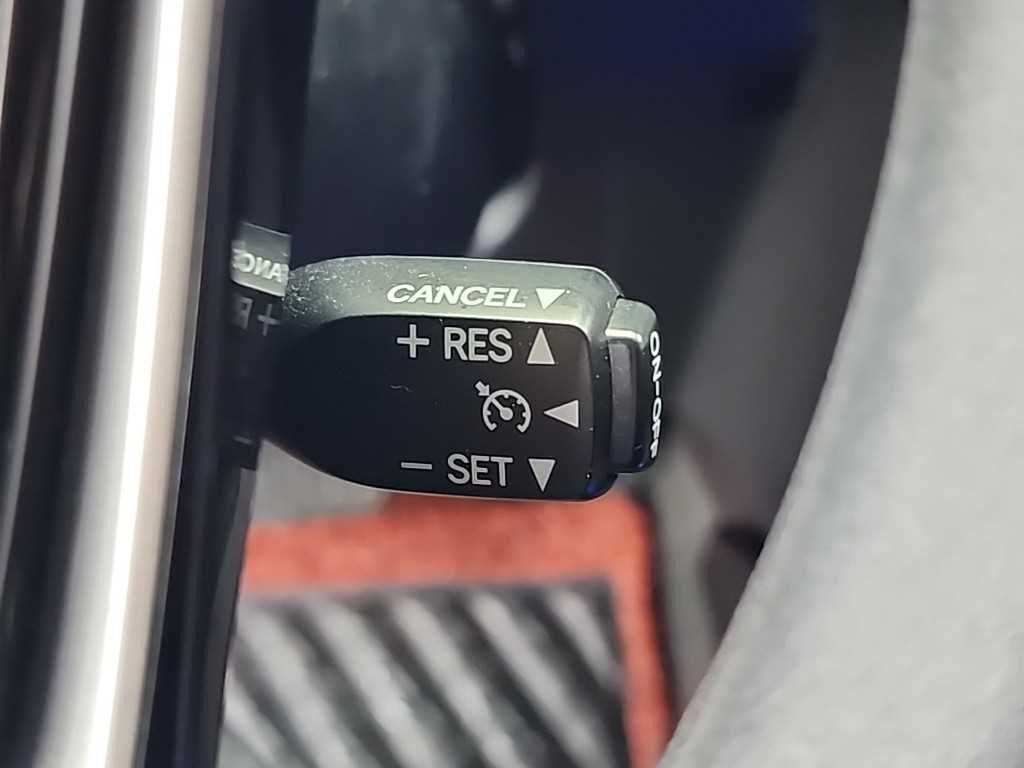 CANCEL ▼
+ RES ▲
◀
− SET ▼
ON-OFF